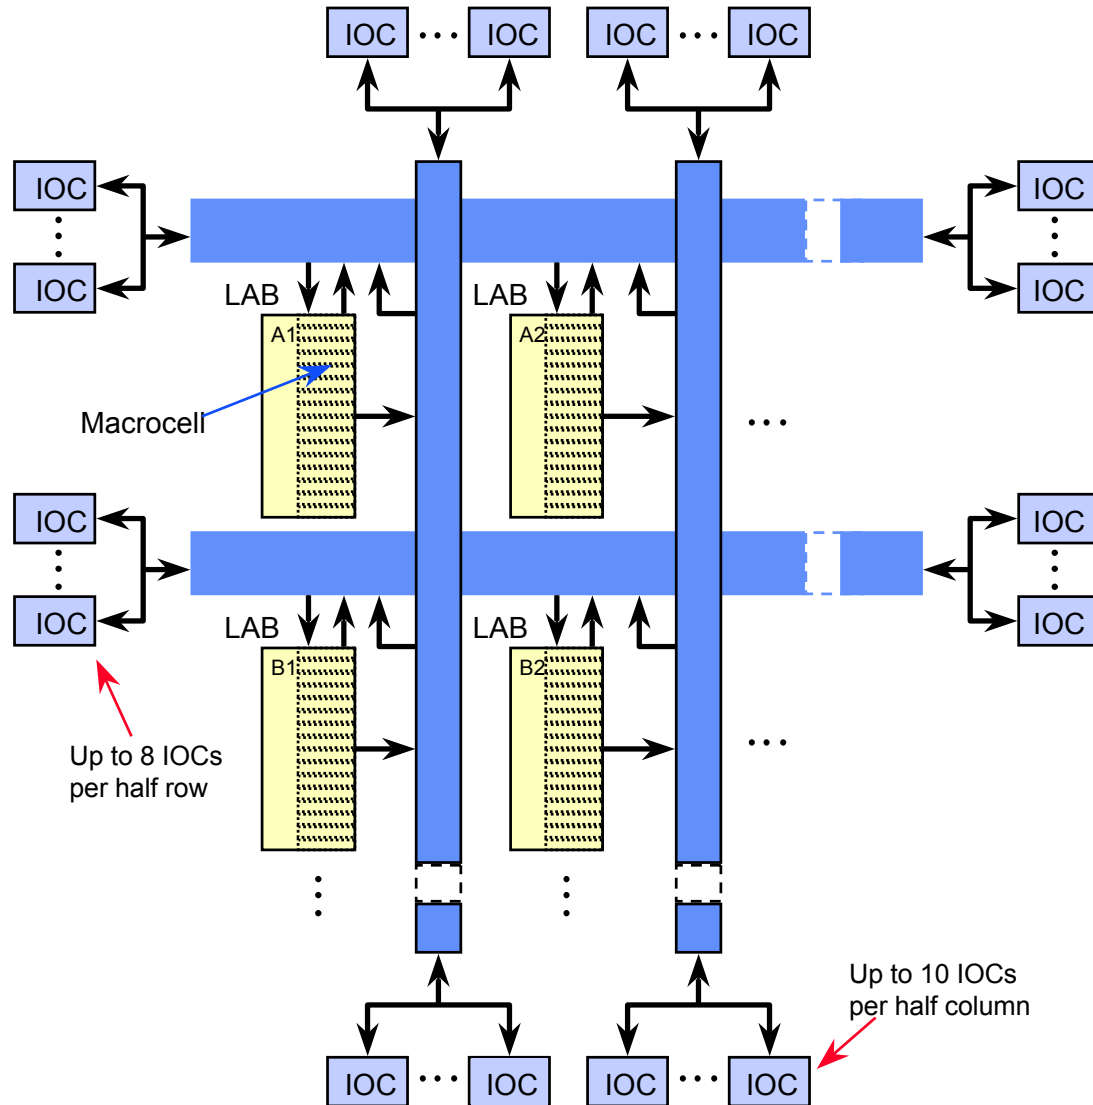 IOC ··· IOC IOC ··· IOC
IOC IOC
IOC IOC
LAB LAB
A1 A2
Macrocell
···
IOC IOC
IOC IOC
LAB LAB
B1 B2
Up to 8 IOCs
per half row
···
Up to 10 IOCs
per half column
IOC ··· IOC IOC ··· IOC